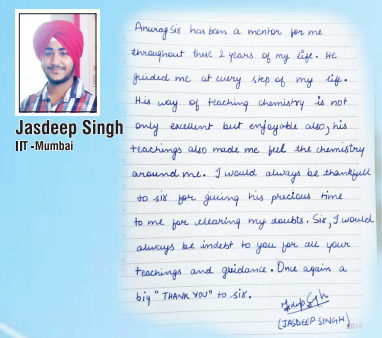 Jasdeep Singh
IIT -Mumbai
Anurag Sir has been a mentor for me
throughout these 2 years of my life. He
guided me at every step of my life.
His way of teaching chemistry is not
only excellent but enjoyable also; his
teachings also made me feel the chemistry
around me. I would always be thankfull
to sir for giving his precious time
to me for clearing my doubts. Sir, I would
always be indebt to you for all your
teachings and guidance. Once again a
big "THANK YOU" to sir.
(JASDEEP SINGH)